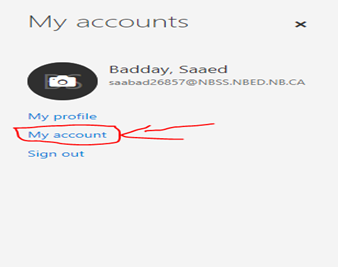 My accounts
Badday, Saaed
saabad26857@NBSS.NBED.NB.CA
My profile
My account
Sign out